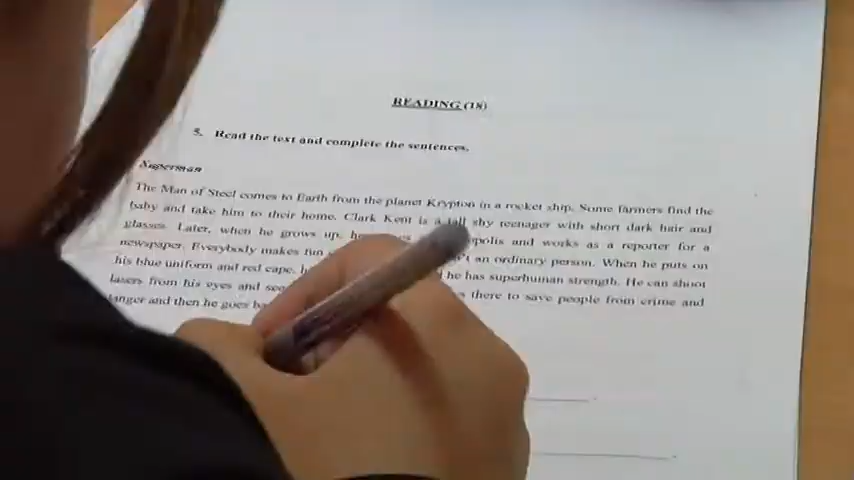 READING (18)
5. Read the text and complete the sentences.
Superman
The Man of Steel comes to Earth from the planet Krypton in a rocket ship. Some farmers find the
baby and take him to their home. Clark Kent is a tall shy teenager with short dark hair and
glasses. Later, when he grows up, he and works as a reporter for a
newspaper. Everybody makes fun an ordinary person. When he puts on
his blue uniform and red cape, he has superhuman strength. He can shoot
lasers from his eyes and see there to save people from crime and
danger and then he goes